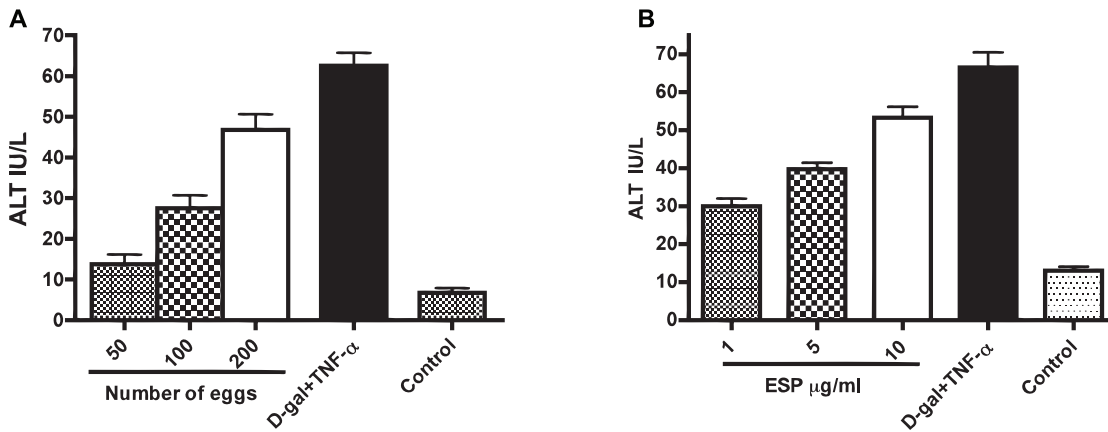 A
ALT IU/L
70
60
50
40
30
20
10
0
50
100
200
Number of eggs
D-gal+TNF-α
Control
B
ALT IU/L
70
60
50
40
30
20
10
0
1
5
10
ESP μg/ml
D-gal+TNF-α
Control